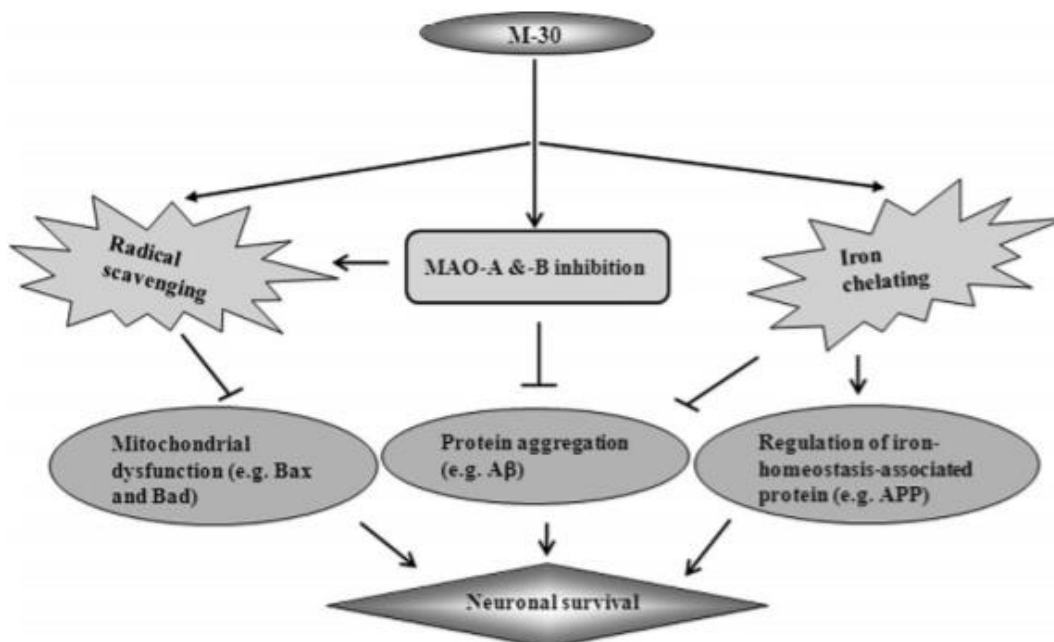 M-30
Radical
scavenging
MAO-A &-B inhibition
Iron
chelating
Mitochondrial
dysfunction (e.g. Bax
and Bad)
Protein aggregation
(e.g. Aβ)
Regulation of iron-
homeostasis-associated
protein (e.g. APP)
Neuronal survival